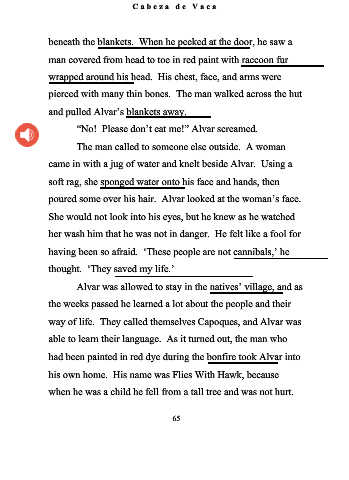 Cabeza de Vaca
beneath the blankets. When he peeked at the door, he saw a
man covered from head to toe in red paint with raccoon fur
wrapped around his head. His chest, face, and arms were
pierced with many thin bones. The man walked across the hut
and pulled Alvar’s blankets away.
“No! Please don’t eat me!” Alvar screamed.
The man called to someone else outside. A woman
came in with a jug of water and knelt beside Alvar. Using a
soft rag, she sponged water onto his face and hands, then
poured some over his hair. Alvar looked at the woman’s face.
She would not look into his eyes, but he knew as he watched
her wash him that he was not in danger. He felt like a fool for
having been so afraid. ‘These people are not cannibals,’ he
thought. ‘They saved my life.’
Alvar was allowed to stay in the natives’ village, and as
the weeks passed he learned a lot about the people and their
way of life. They called themselves Capoques, and Alvar was
able to learn their language. As it turned out, the man who
had been painted in red dye during the bonfire took Alvar into
his own home. His name was Flies With Hawk, because
when he was a child he fell from a tall tree and was not hurt.
65